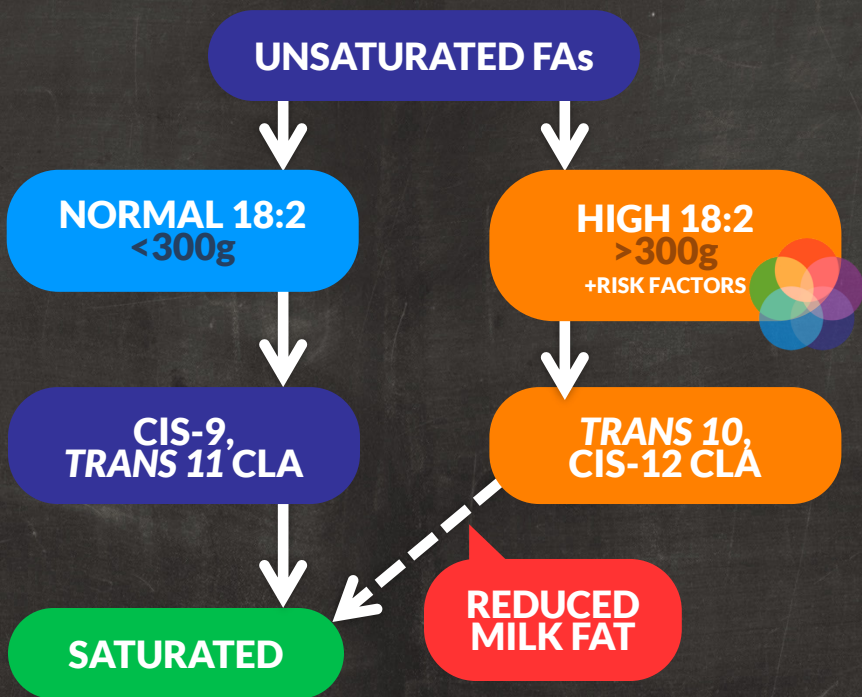 UNSATURATED FAs
NORMAL 18:2
<300g
HIGH 18:2
>300g
+RISK FACTORS
CIS-9,
TRANS 11 CLA
TRANS 10,
CIS-12 CLA
REDUCED
MILK FAT
SATURATED